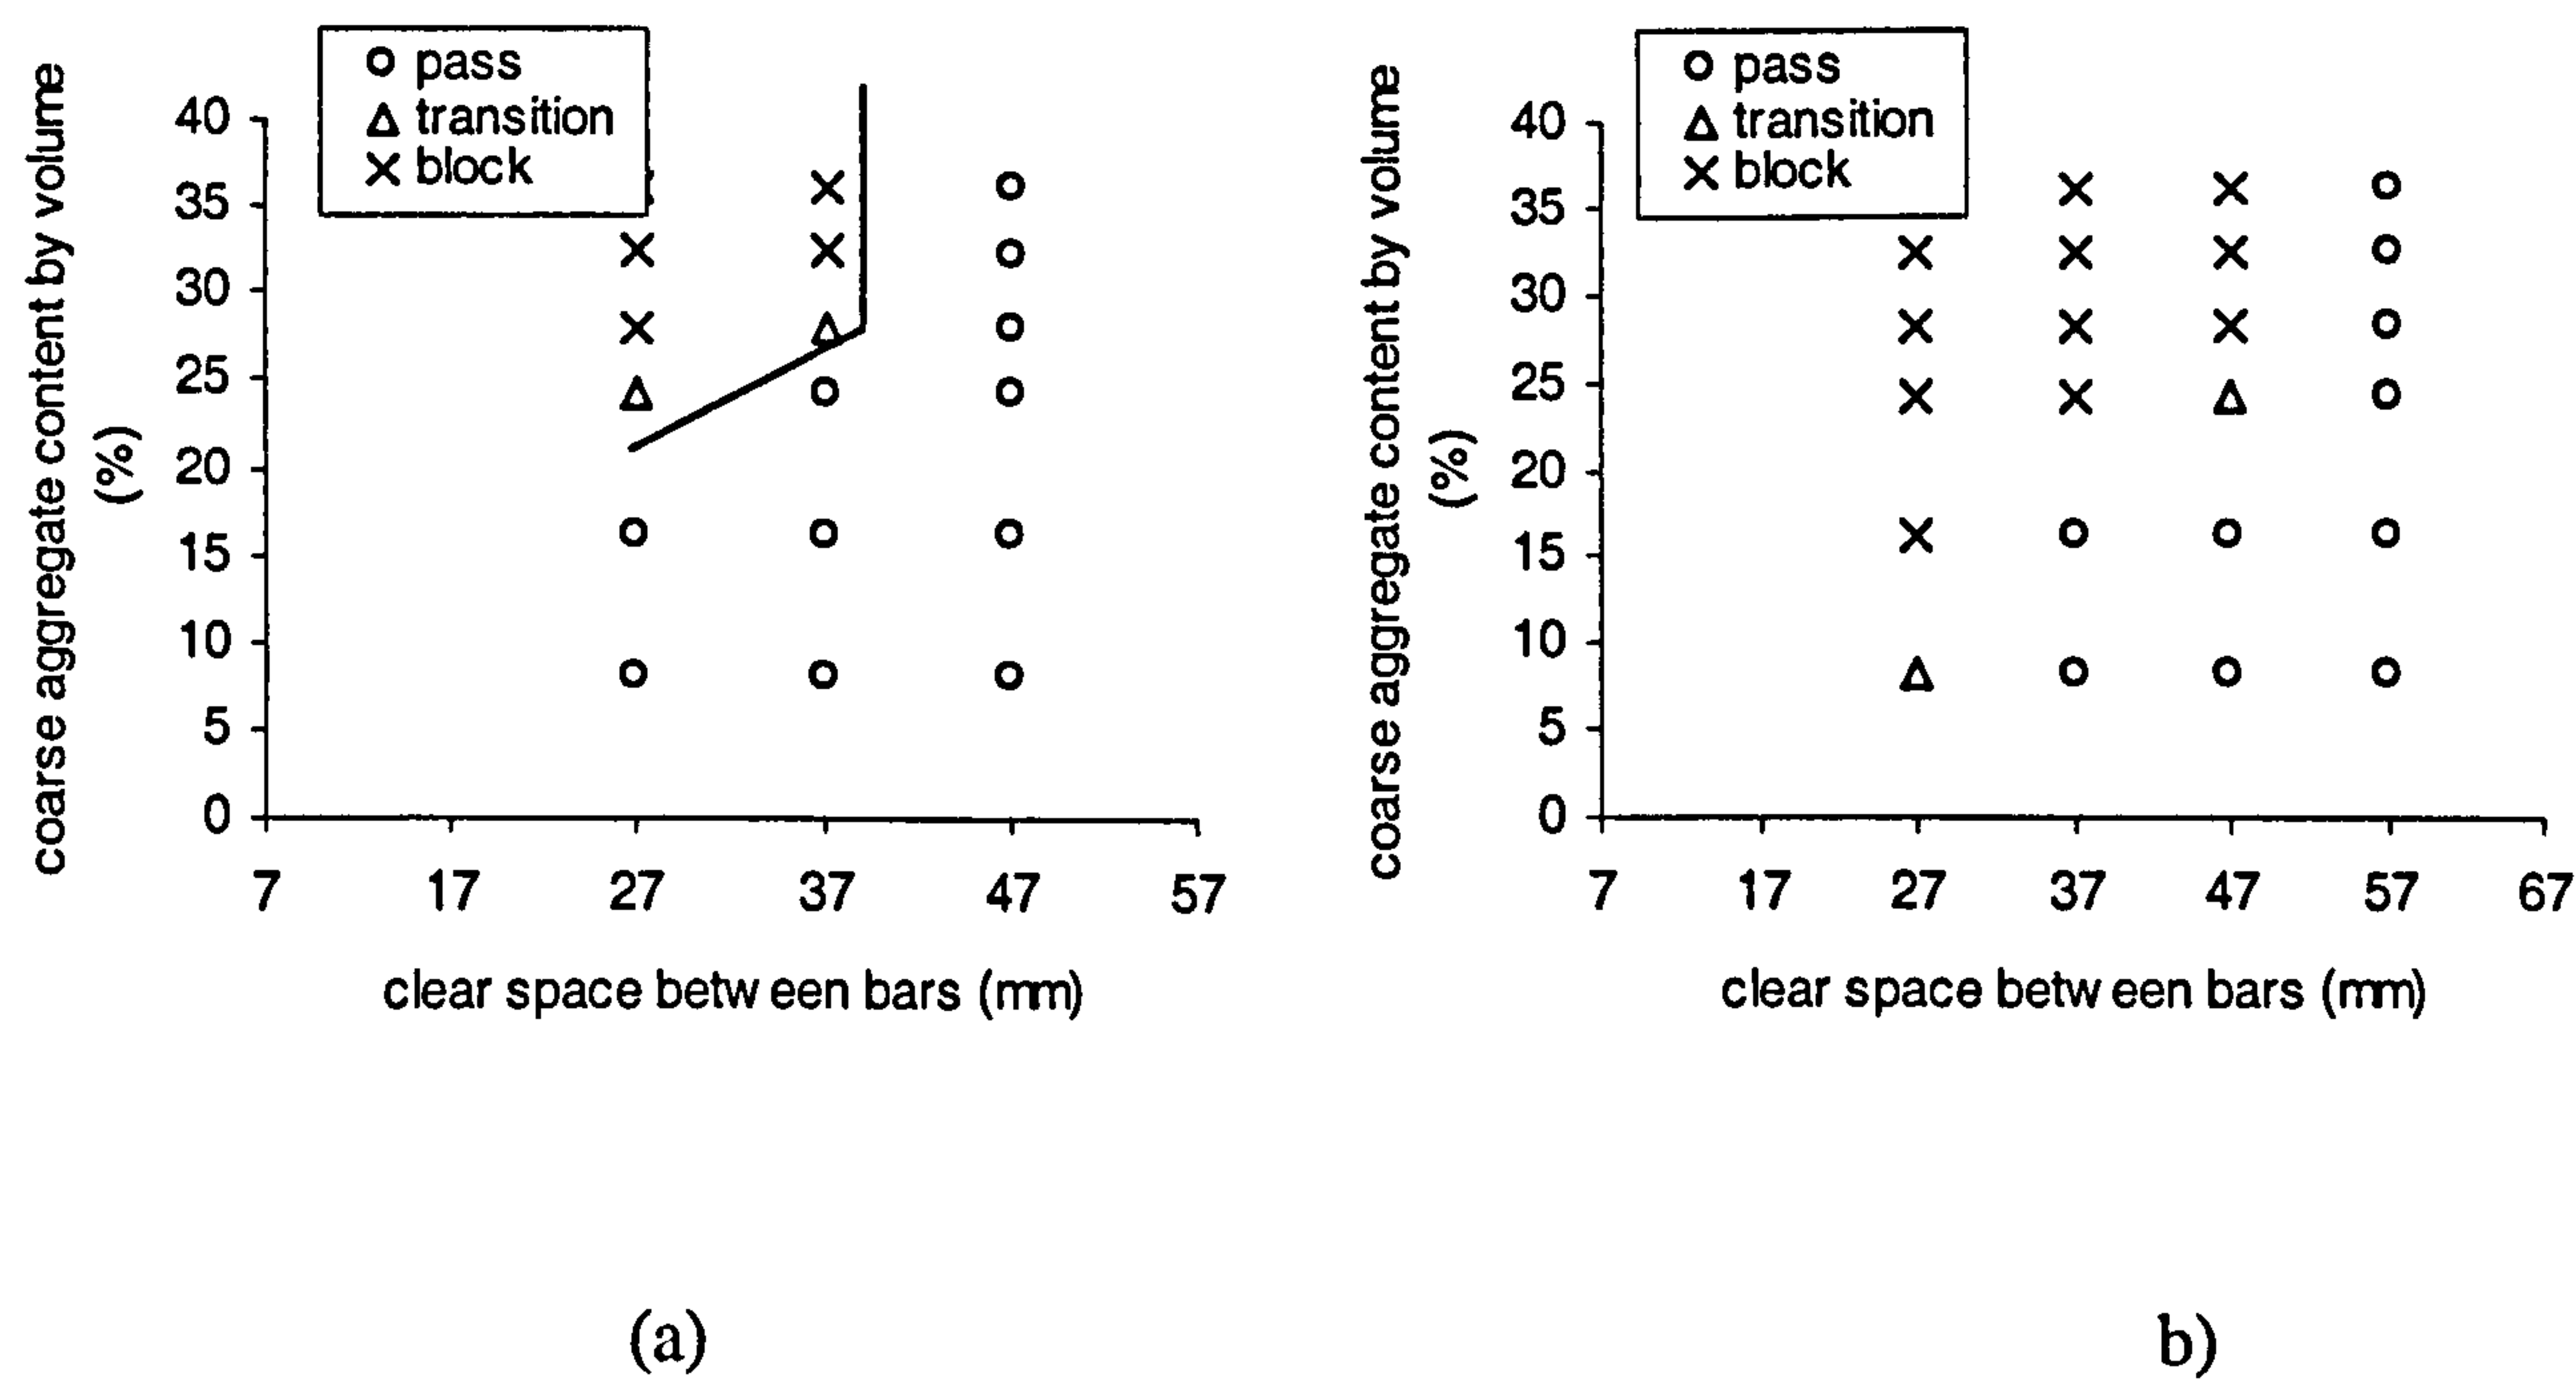 pass
transition
block
coarse aggregate content by volume
(%)
40
35
30
25
20
15
10
5
0
7 17 27 37 47 57
clear space betw een bars (mm)
(a)
pass
transition
block
coarse aggregate content by volume
(%)
40
35
30
25
20
15
10
5
0
7 17 27 37 47 57 67
clear space betw een bars (mm)
b)